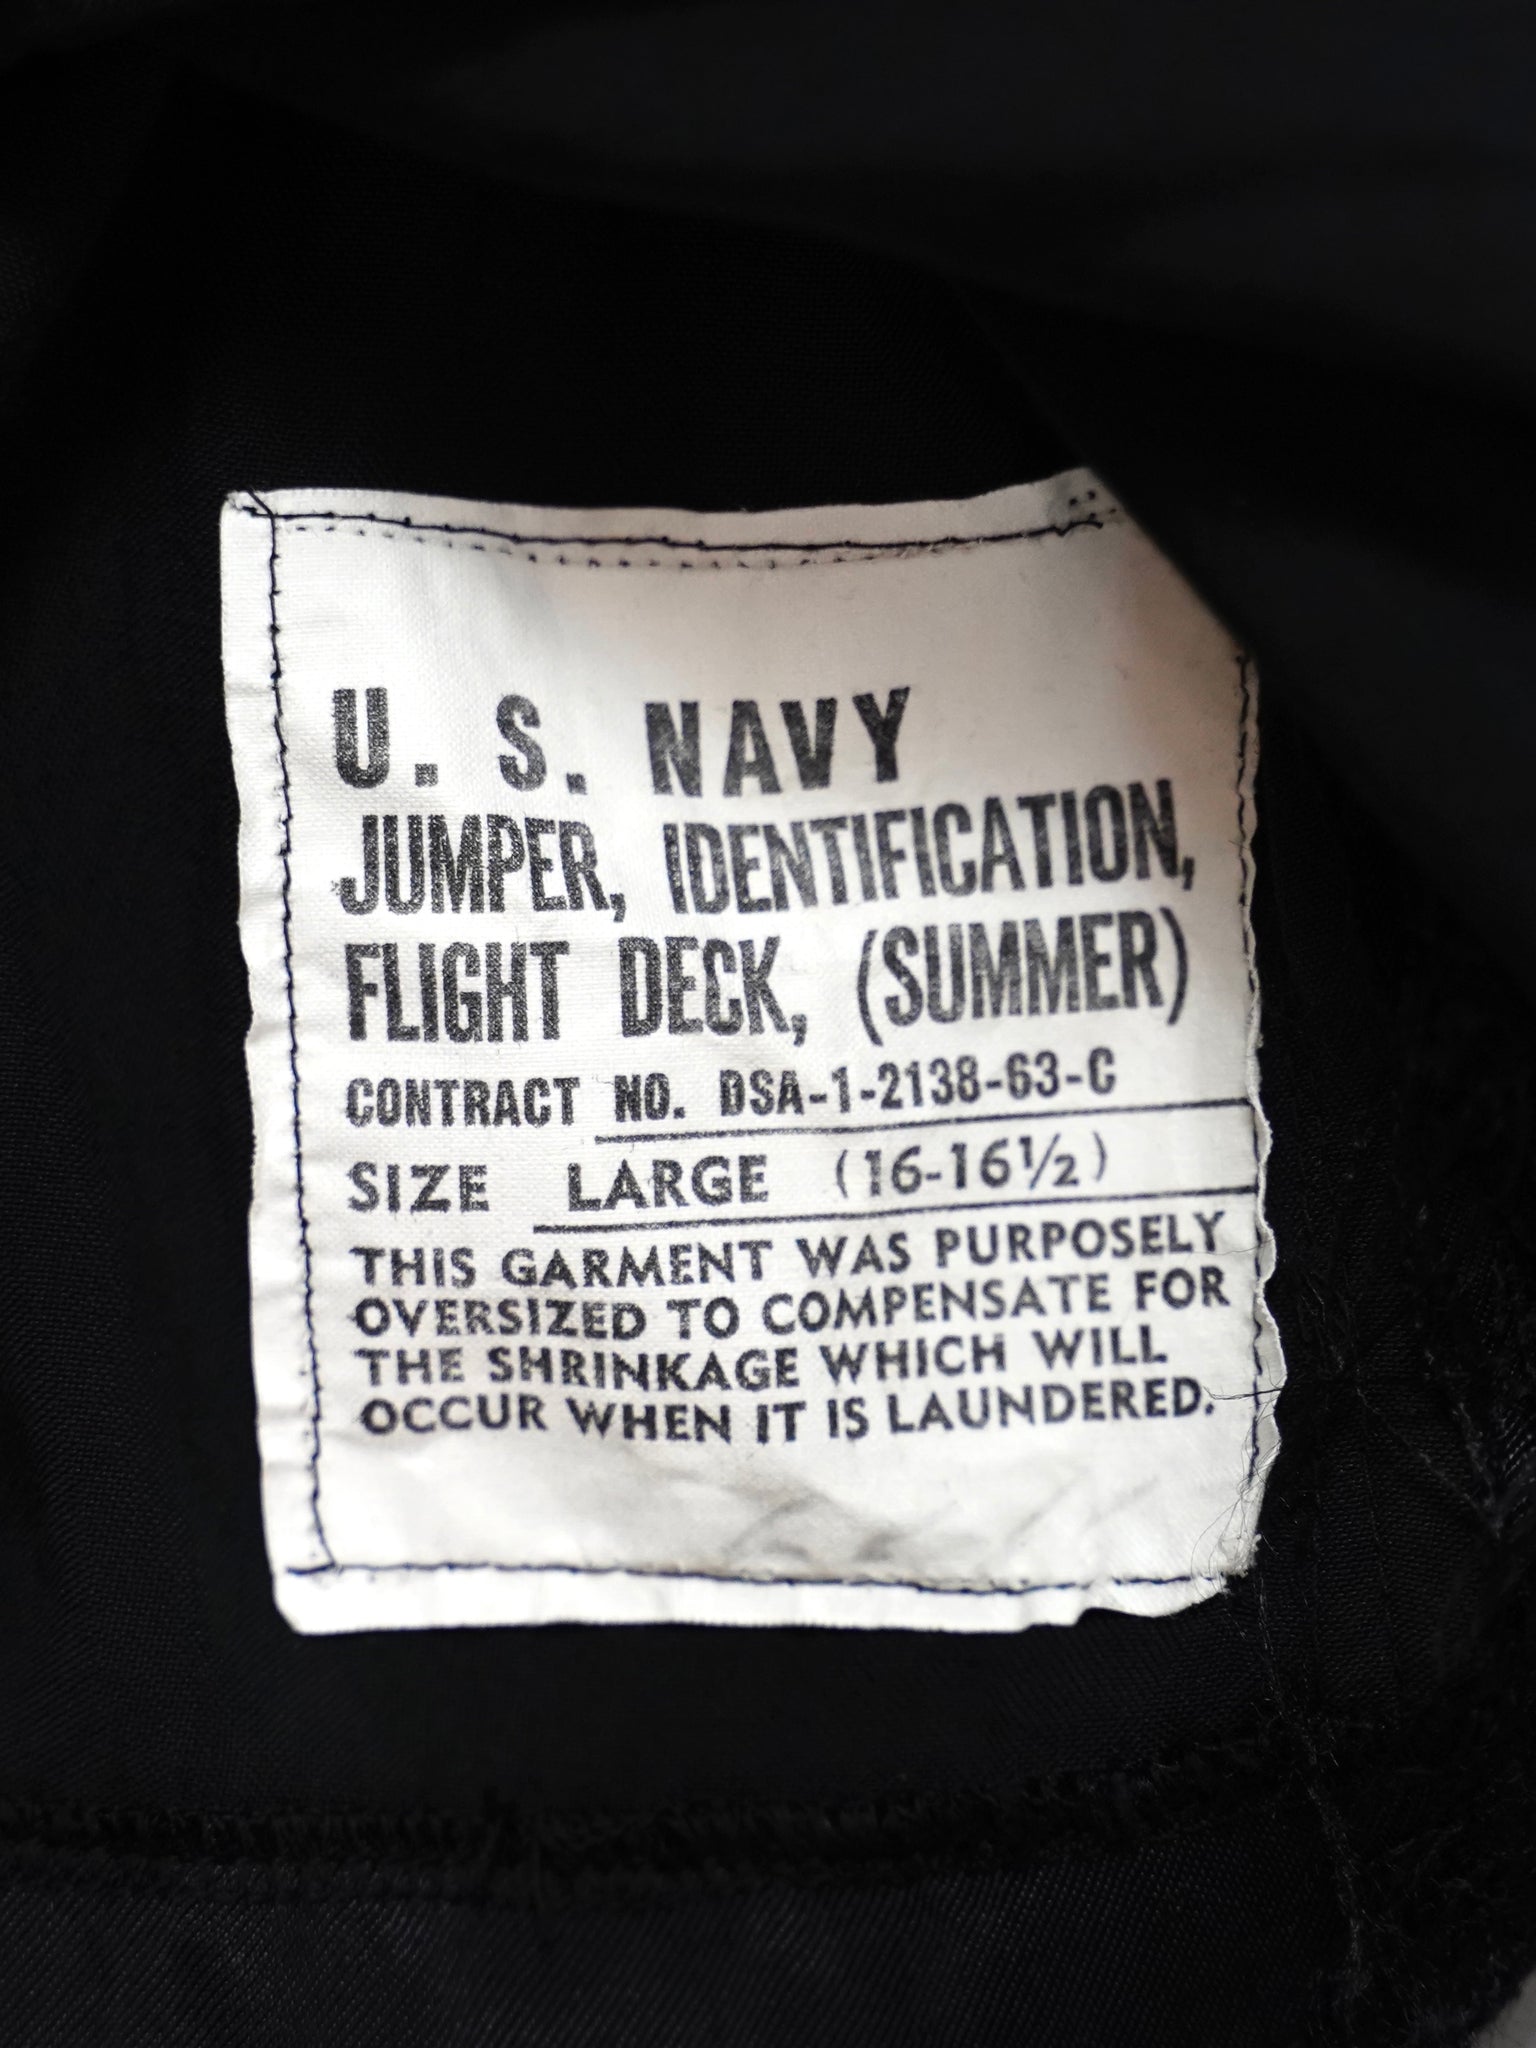 U. S. NAVY
JUMPER, IDENTIFICATION,
FLIGHT DECK, (SUMMER)
CONTRACT NO. DSA-1-2138-63-C
SIZE LARGE (16-16½)
THIS GARMENT WAS PURPOSELY
OVERSIZED TO COMPENSATE FOR
THE SHRINKAGE WHICH WILL
OCCUR WHEN IT IS LAUNDERED.